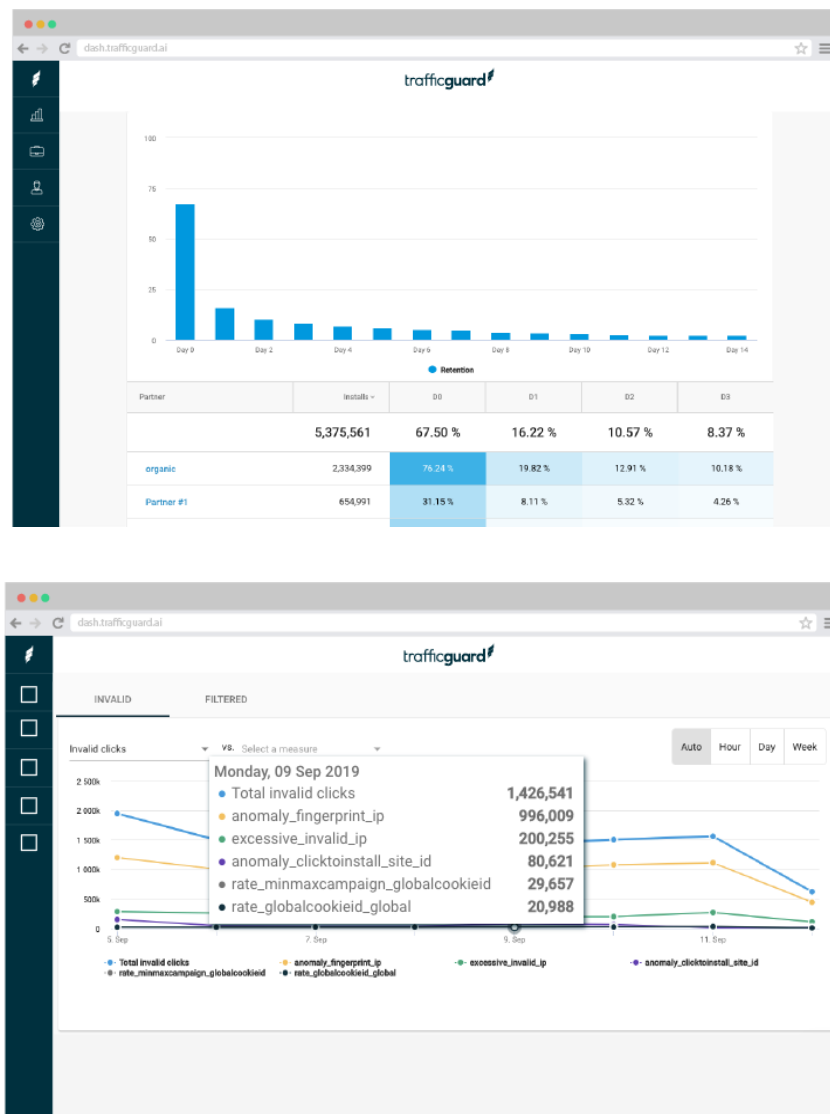 dash.trafficguard.ai
trafficguard
100
75
50
25
0
Day 0 Day 2 Day 4 Day 6 Day 8 Day 10 Day 12 Day 14
Retention
Partner Installs D0 D1 D2 D3
5,375,561 67.50 % 16.22 % 10.57 % 8.37 %
organic 2,334,399 76.24 % 19.82 % 12.91 % 10.18 %
Partner #1 654,991 31.15 % 8.11 % 5.32 % 4.26 %
dash.trafficguard.ai
trafficguard
INVALID FILTERED
Invalid clicks vs. Select a measure Auto Hour Day Week
Monday, 09 Sep 2019
Total invalid clicks 1,426,541
anomaly_fingerprint_ip 996,009
excessive_invalid_ip 200,255
anomaly_clicktoinstall_site_id 80,621
rate_minmaxcampaign_globalcookieid 29,657
rate_globalcookieid_global 20,988
2 500k
2 000k
1 500k
1 000k
500k
0
5. Sep 7. Sep 9. Sep 11. Sep
Total invalid clicks anomaly_fingerprint_ip excessive_invalid_ip anomaly_clicktoinstall_site_id
rate_minmaxcampaign_globalcookieid rate_globalcookieid_global